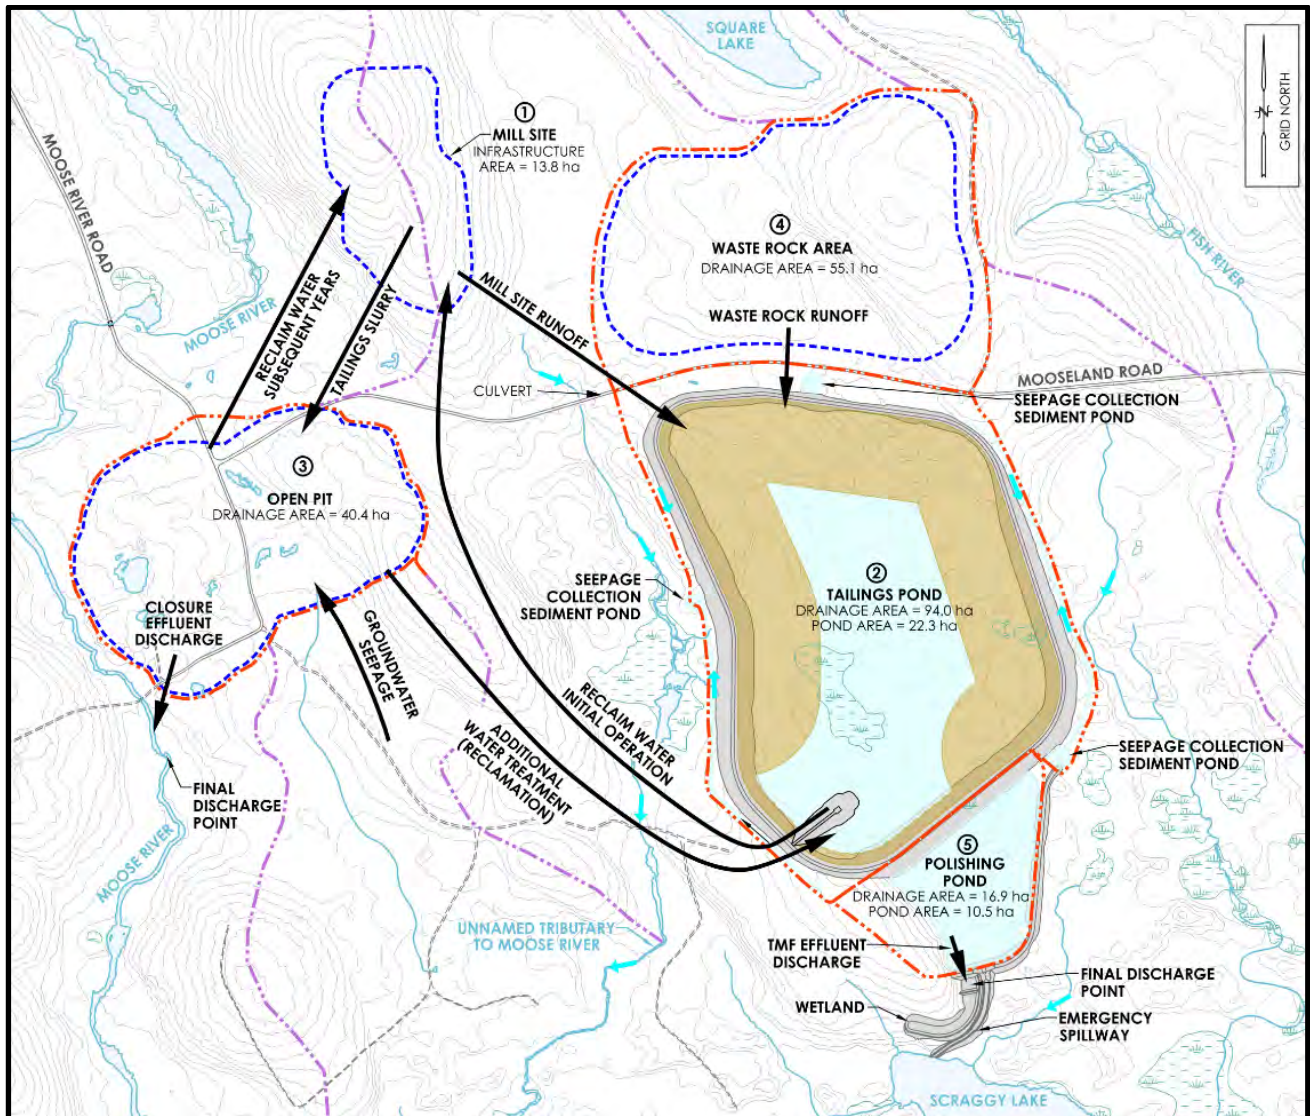 SQUARE
LAKE
GRID NORTH
N
①
MILL SITE
INFRASTRUCTURE
AREA = 13.8 ha
MOOSE RIVER ROAD
④
WASTE ROCK AREA
DRAINAGE AREA = 55.1 ha
FISH RIVER
MOOSE RIVER
RECLAIM WATER
SUBSEQUENT YEARS
TAILINGS SLURRY
MILL SITE RUNOFF
WASTE ROCK RUNOFF
CULVERT
MOOSELAND ROAD
SEEPAGE COLLECTION
SEDIMENT POND
③
OPEN PIT
DRAINAGE AREA = 40.4 ha
②
TAILINGS POND
DRAINAGE AREA = 94.0 ha
POND AREA = 22.3 ha
SEEPAGE
COLLECTION
SEDIMENT POND
CLOSURE
EFFLUENT
DISCHARGE
GROUNDWATER
SEEPAGE
RECLAIM WATER
INITIAL OPERATION
ADDITIONAL
WATER TREATMENT
(RECLAMATION)
SEEPAGE COLLECTION
SEDIMENT POND
FINAL
DISCHARGE
POINT
MOOSE RIVER
⑤
POLISHING
POND
DRAINAGE AREA = 16.9 ha
POND AREA = 10.5 ha
UNNAMED TRIBUTARY
TO MOOSE RIVER
TMF EFFLUENT
DISCHARGE
FINAL DISCHARGE
POINT
WETLAND
EMERGENCY
SPILLWAY
SCRAGGY LAKE